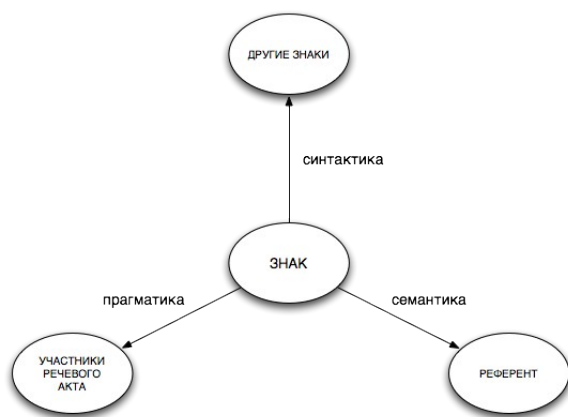 ДРУГИЕ ЗНАКИ
синтактика
ЗНАК
прагматика
семантика
УЧАСТНИКИ
РЕЧЕВОГО
АКТА
РЕФЕРЕНТ